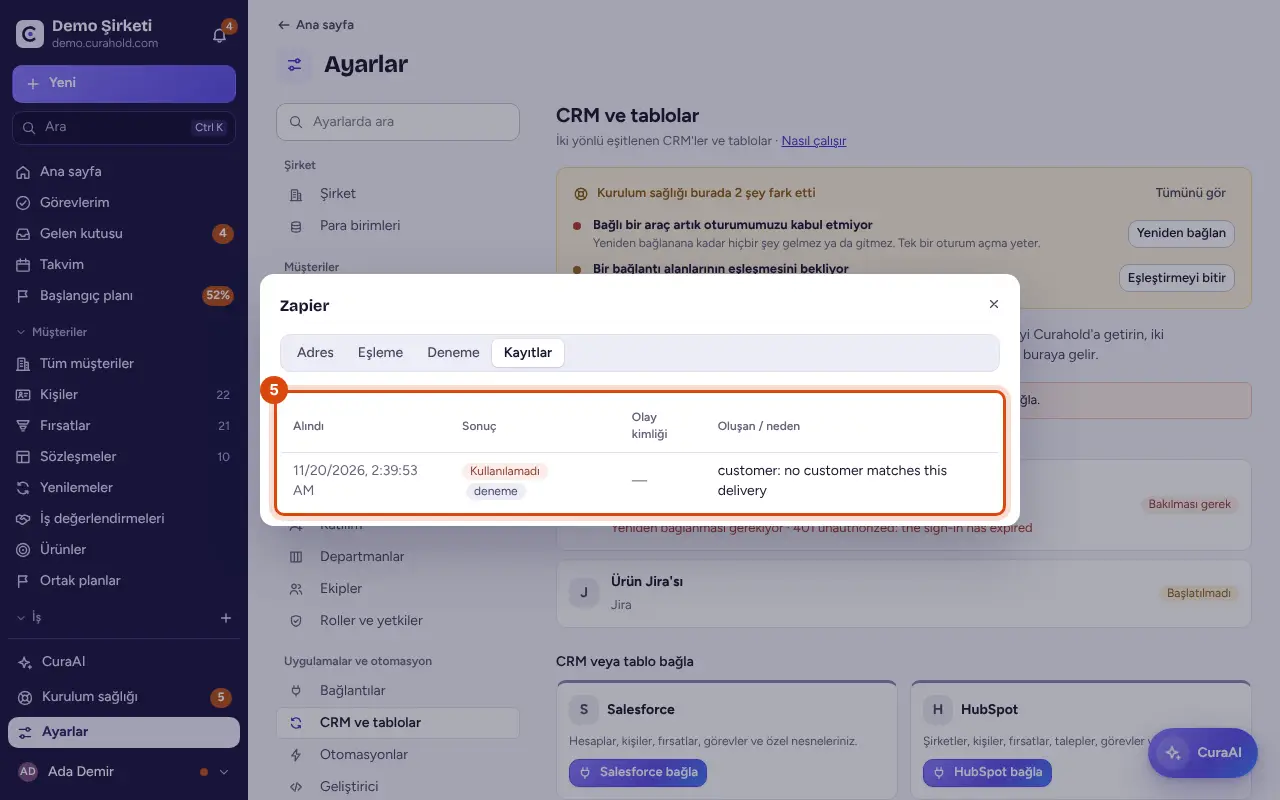 Demo Şirketi
demo.curahold.com
4
Yeni
Ara
Ctrl K
Ana sayfa
Görevlerim
Gelen kutusu
4
Takvim
Başlangıç planı
52%
Müşteriler
Tüm müşteriler
Kişiler
22
Fırsatlar
21
Sözleşmeler
10
Yenilemeler
İş değerlendirmeleri
Ürünler
Ortak planlar
İş
CuraAI
Kurulum sağlığı
5
Ayarlar
AD
Ada Demir
Ana sayfa
Ayarlar
Ayarlarda ara
Şirket
Şirket
Para birimleri
Müşteriler
Departmanlar
Ekipler
Roller ve yetkiler
Uygulamalar ve otomasyon
Bağlantılar
CRM ve tablolar
Otomasyonlar
Geliştirici
CRM ve tablolar
İki yönlü eşitlenen CRM'ler ve tablolar · Nasıl çalışır
Kurulum sağlığı burada 2 şey fark etti
Tümünü gör
Bağlı bir araç artık oturumumuzu kabul etmiyor
Yeniden bağlanana kadar hiçbir şey gelmez ya da gitmez. Tek bir oturum açma yeter.
Yeniden bağlan
Bir bağlantı alanlarının eşleşmesini bekliyor
Eşleştirmeyi bitir
Curahold'a getirin, iki
buraya gelir.
Zapier
Adres
Eşleme
Deneme
Kayıtlar
5
Alındı
Sonuç
Olay
kimliği
Oluşan / neden
11/20/2026, 2:39:53
AM
Kullanılamadı
deneme
—
customer: no customer matches this
delivery
Bakılması gerek
Yeniden bağlanması gerekiyor · 401 unauthorized: the sign-in has expired
J
Ürün Jira'sı
Jira
Başlatılmadı
CRM veya tablo bağla
S
Salesforce
Hesaplar, kişiler, fırsatlar, görevler ve özel nesneleriniz.
Salesforce bağla
H
HubSpot
Şirketler, kişiler, fırsatlar, talepler, görevler
HubSpot bağla
CuraAI